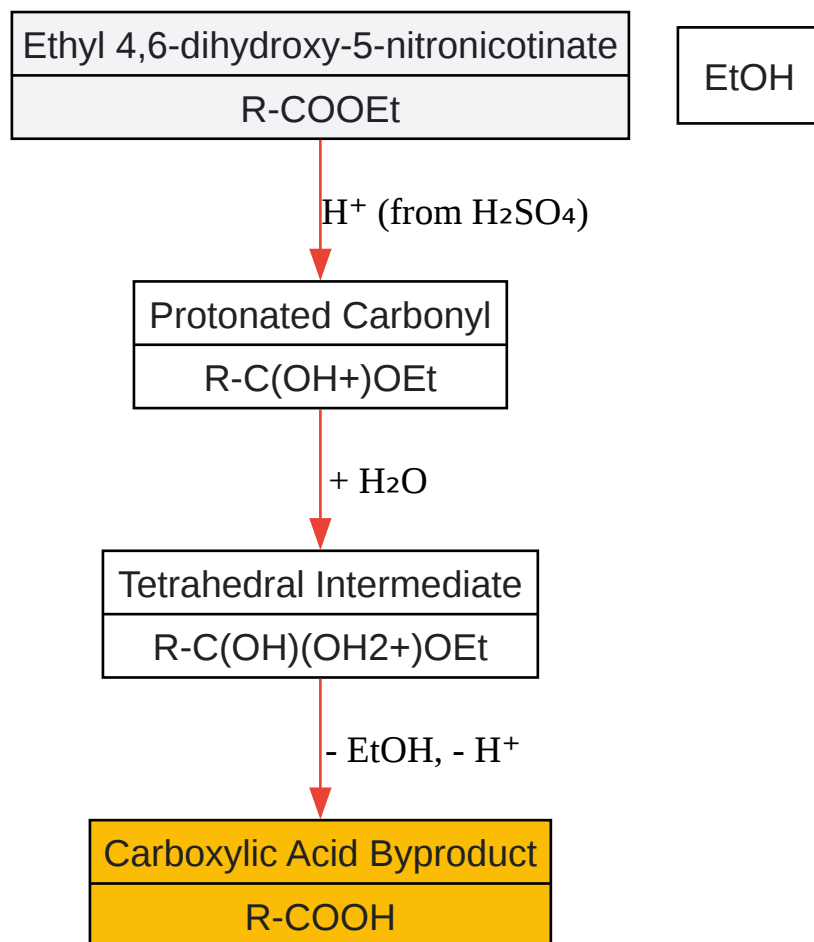 Ethyl 4,6-dihydroxy-5-nitronicotinate
R-COOEt
EtOH
H⁺ (from H₂SO₄)
Protonated Carbonyl
R-C(OH+)OEt
+ H₂O
Tetrahedral Intermediate
R-C(OH)(OH2+)OEt
- EtOH, - H⁺
Carboxylic Acid Byproduct
R-COOH